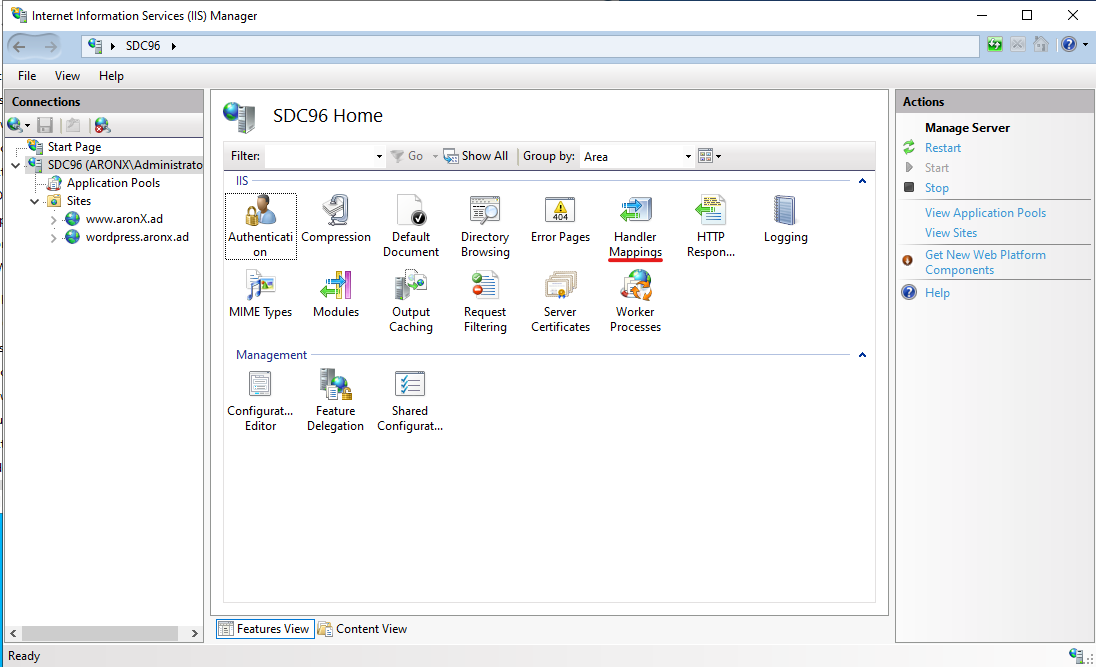 Internet Information Services (IIS) Manager
SDC96
File View Help
Connections
Start Page
SDC96 (ARONX\Administrato
Application Pools
Sites
www.aronX.ad
wordpress.aronx.ad
SDC96 Home
Filter: Go Show All Group by: Area
IIS
Authenticati
on
Compression
Default
Document
Directory
Browsing
Error Pages
404
Handler
Mappings
HTTP
Respon...
Logging
MIME Types
Modules
Output
Caching
Request
Filtering
Server
Certificates
Worker
Processes
Management
Configurat...
Editor
Feature
Delegation
Shared
Configurat...
Features View Content View
Actions
Manage Server
Restart
Start
Stop
View Application Pools
View Sites
Get New Web Platform
Components
Help
Ready